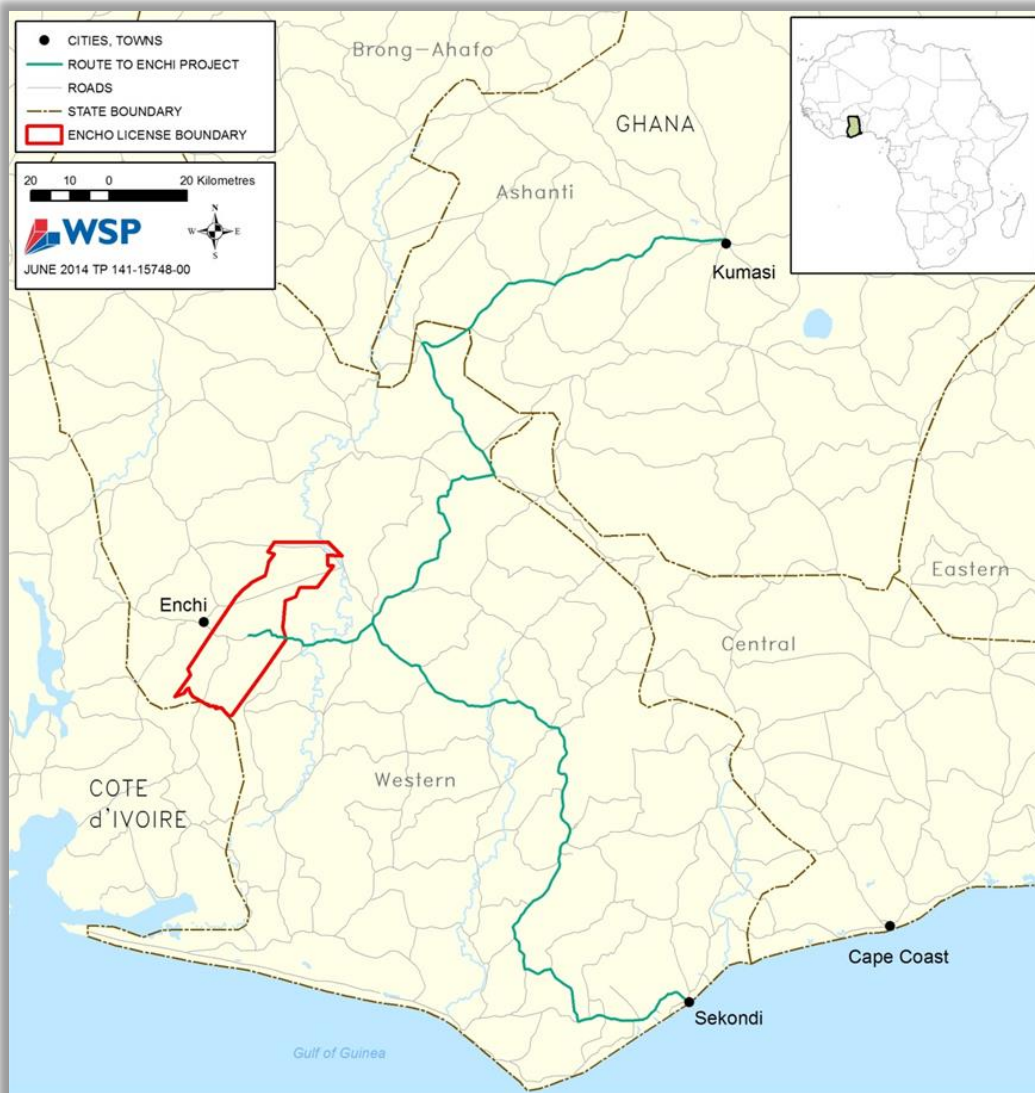 CITIES, TOWNS
ROUTE TO ENCHI PROJECT
ROADS
STATE BOUNDARY
ENCHO LICENSE BOUNDARY
20 10 0 20 Kilometres
WSP
N
W E
S
JUNE 2014 TP 141-15748-00
Brong-Ahafo
GHANA
Ashanti
Kumasi
Enchi
Eastern
Central
Western
COTE
d'IVOIRE
Cape Coast
Sekondi
Gulf of Guinea